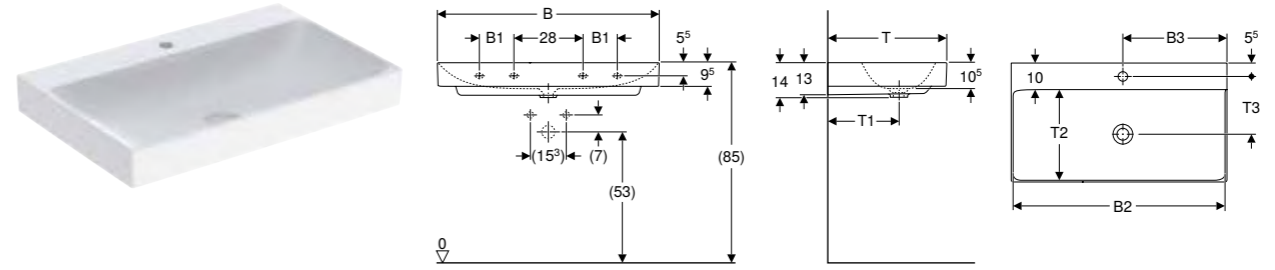 B
B1 28 B1
5⁵
9⁵
(15³) (7)
(53)
(85)
0
T
14 13
10⁵
T1
B3
5⁵
10
T2
T3
B2